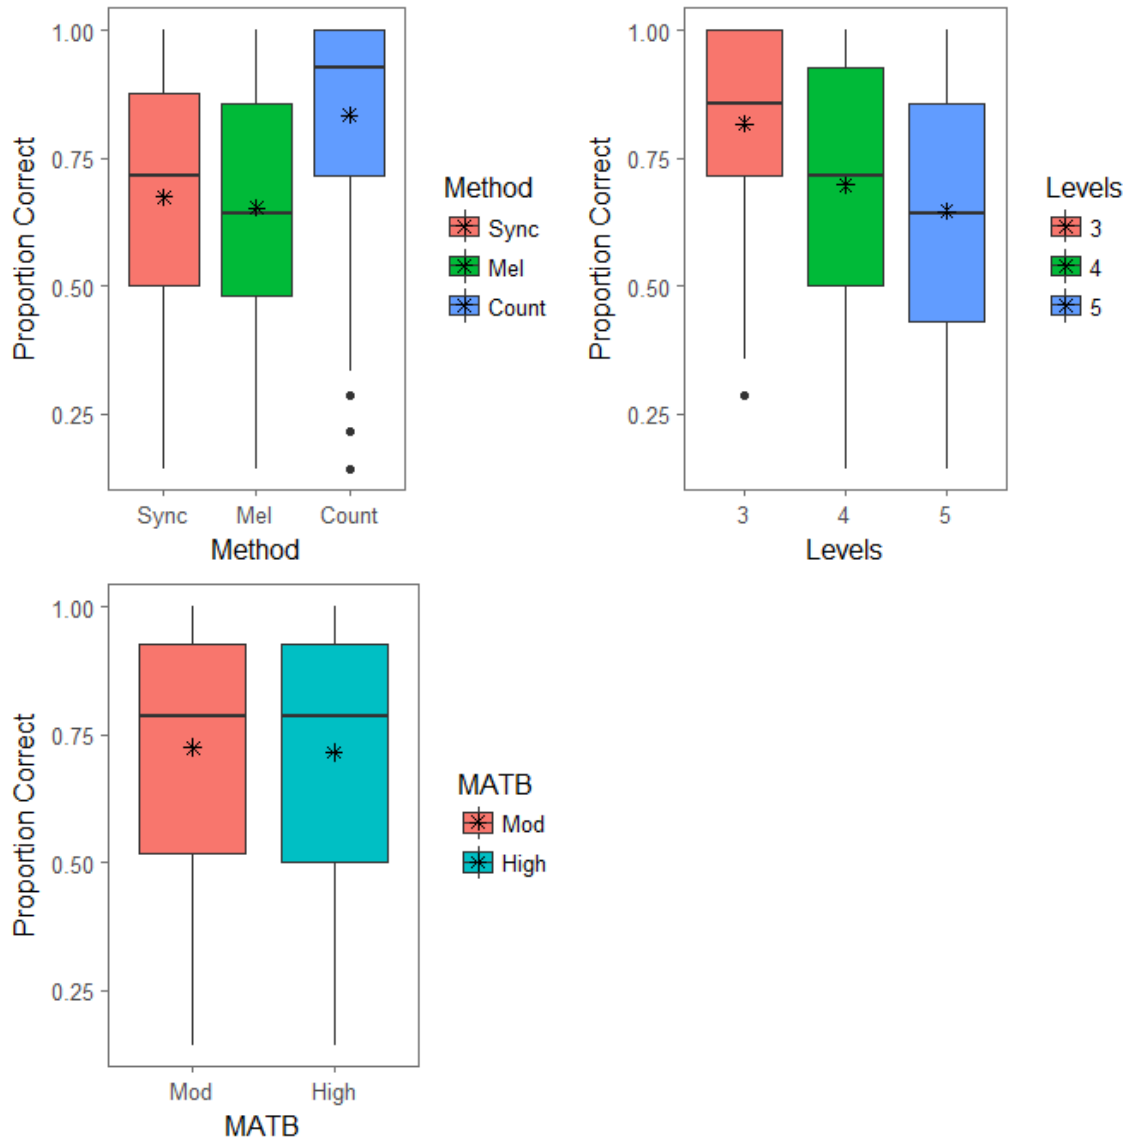 Proportion Correct
1.00
0.75
0.50
0.25
Sync Mel Count
Method
Method
Sync
Mel
Count
Proportion Correct
1.00
0.75
0.50
0.25
3 4 5
Levels
Levels
3
4
5
Proportion Correct
1.00
0.75
0.50
0.25
Mod High
MATB
MATB
Mod
High